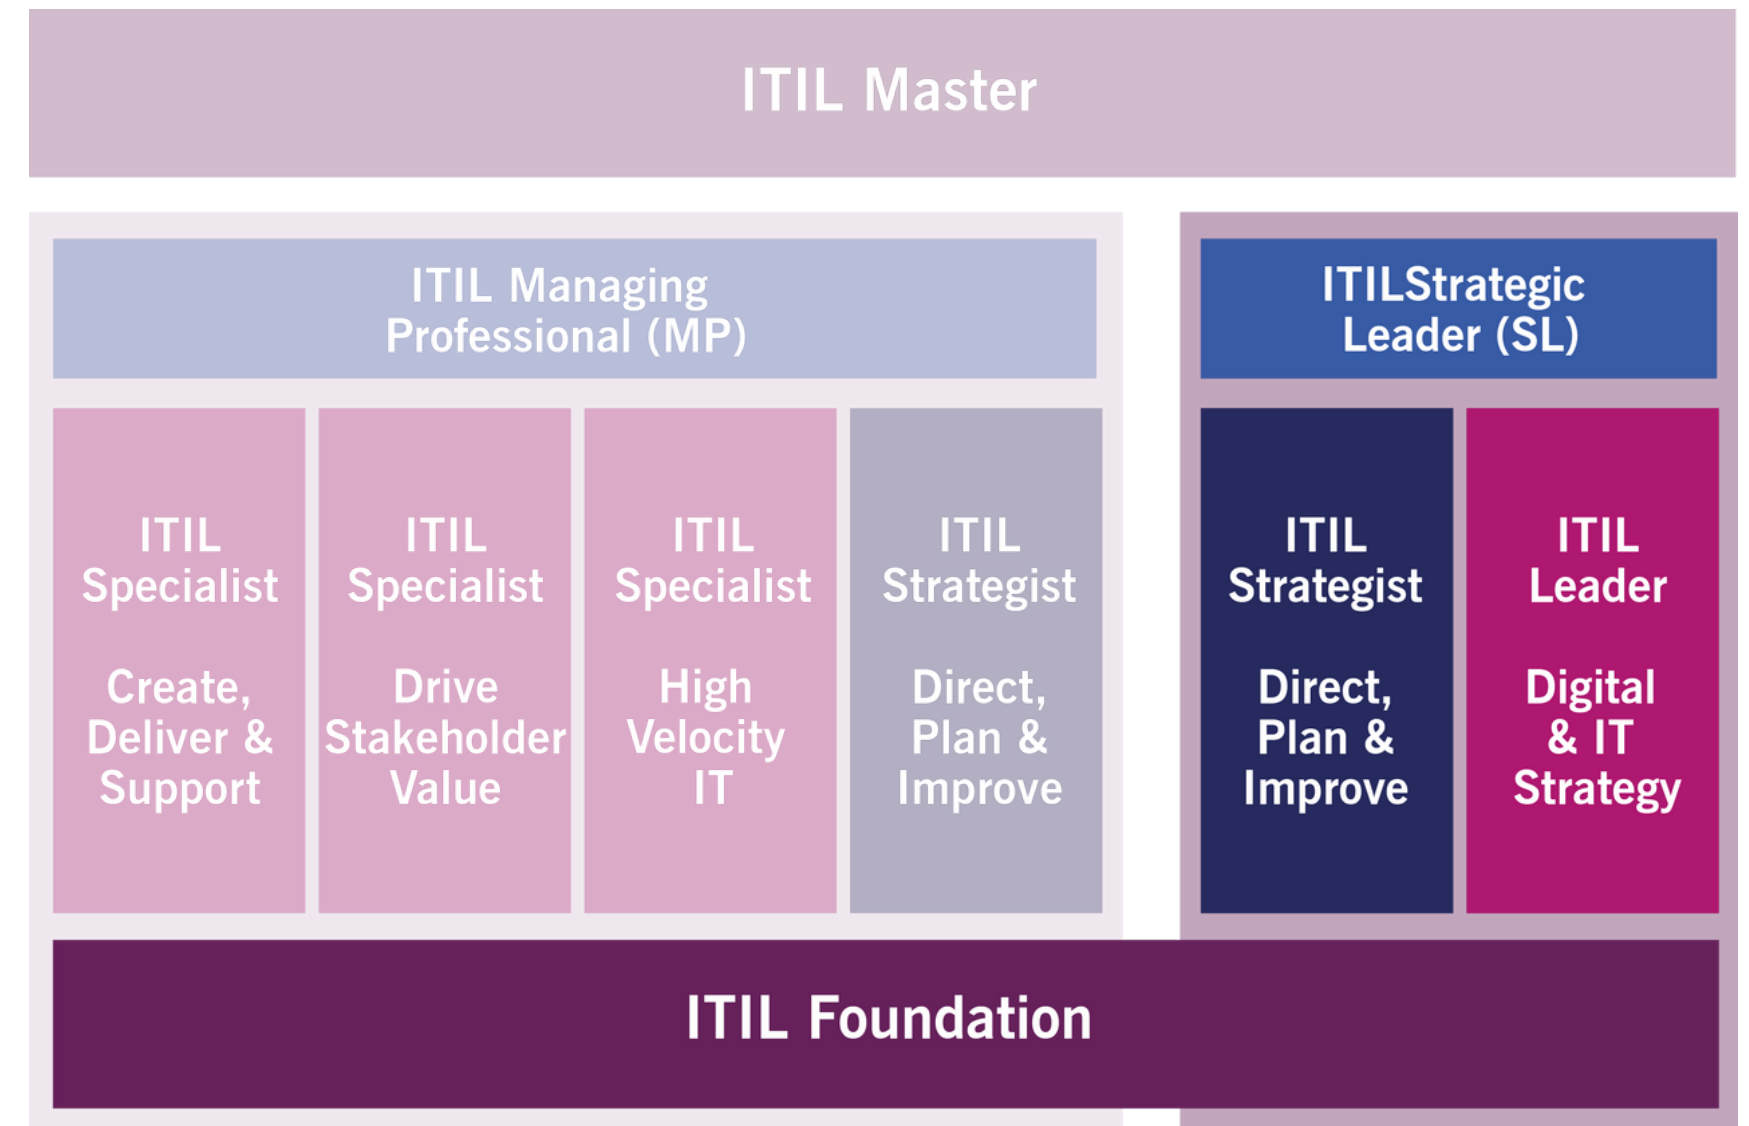 ITIL Master
ITIL Managing
Professional (MP)
ITILStrategic
Leader (SL)
ITIL
Specialist
Create,
Deliver &
Support
ITIL
Specialist
Drive
Stakeholder
Value
ITIL
Specialist
High
Velocity
IT
ITIL
Strategist
Direct,
Plan &
Improve
ITIL
Strategist
Direct,
Plan &
Improve
ITIL
Leader
Digital
& IT
Strategy
ITIL Foundation